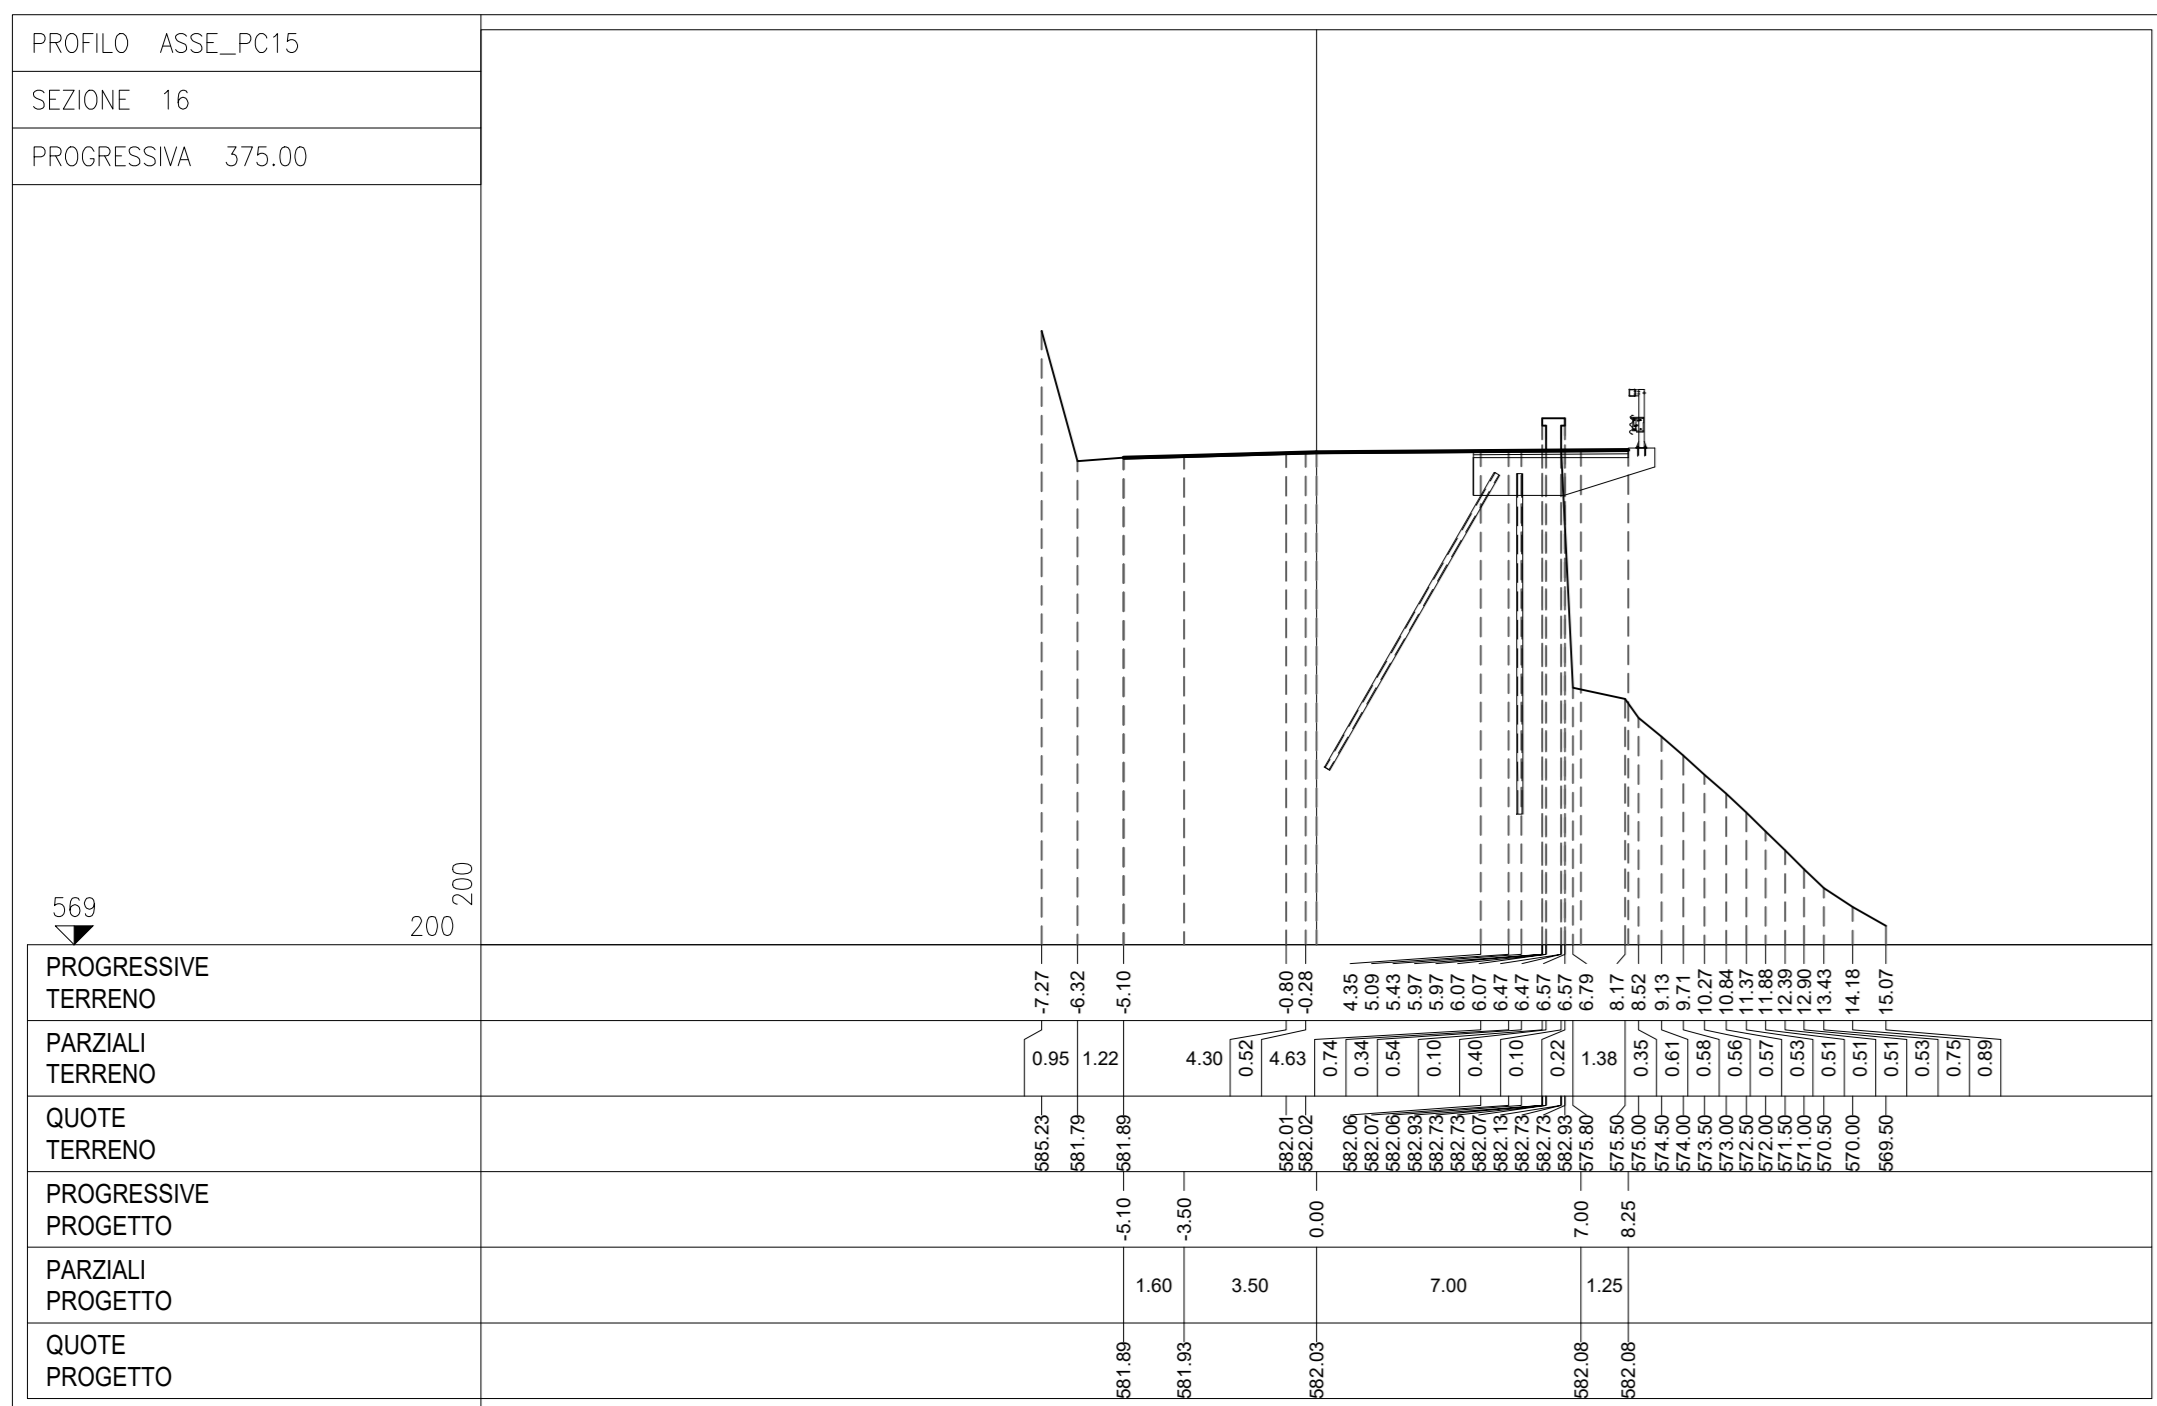 PROFILO ASSE_PC15
SEZIONE 16
PROGRESSIVA 375.00
200
569
200
PROGRESSIVE
TERRENO
-7.27 -6.32 -5.10 -0.80 -0.28 4.35 5.09 5.43 5.97 5.97 6.07 6.07 6.47 6.47 6.57 6.57 6.79 8.17 8.52 9.13 9.71 10.27 10.84 11.37 11.88 12.39 12.90 13.43 14.18 15.07
PARZIALI
TERRENO
0.95 1.22 4.30 0.52 4.63 0.74 0.34 0.54 0.10 0.40 0.10 0.22 1.38 0.35 0.61 0.58 0.56 0.57 0.53 0.51 0.51 0.51 0.53 0.75 0.89
QUOTE
TERRENO
585.23 581.79 581.89 582.01 582.02 582.06 582.07 582.06 582.93 582.73 582.73 582.07 582.13 582.73 582.73 582.93 575.80 575.50 575.00 574.50 574.00 573.50 573.00 572.50 572.00 571.50 571.00 570.50 570.00 569.50
PROGRESSIVE
PROGETTO
-5.10 -3.50 0.00 7.00 8.25
PARZIALI
PROGETTO
1.60 3.50 7.00 1.25
QUOTE
PROGETTO
581.89 581.93 582.03 582.08 582.08